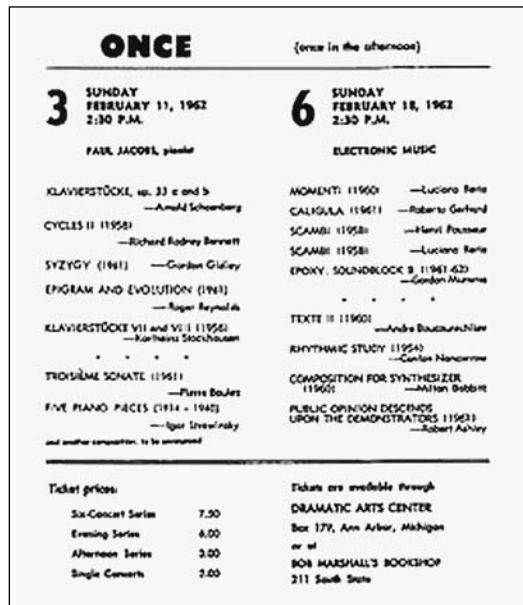 ONCE
(once in the afternoon)
3
SUNDAY
FEBRUARY 11, 1962
2:30 P.M.
PAUL JACOBS, pianist
KLAVIERSTÜCKE, op. 33 a and b
—Arnold Schoenberg
CYCLES II (1958)
—Richard Rodney Bennett
SYZYGY (1961) —Gordon Gidley
EPIGRAM AND EVOLUTION (1961)
—Roger Reynolds
KLAVIERSTÜCKE VII and VIII (1956)
—Karlheinz Stockhausen
* * * *
TROISIÈME SONATE (1961)
—Pierre Boulez
FIVE PIANO PIECES (1914 - 1940)
—Igor Strawinsky
and another composition, to be announced
6
SUNDAY
FEBRUARY 18, 1962
2:30 P.M.
ELECTRONIC MUSIC
MOMENTI (1960) —Luciano Berio
CALIGULA (1961) —Roberto Gerhard
SCAMBI (1958) —Henri Pousseur
SCAMBI (1958) —Luciano Berio
EPOXY, SOUNDBLOCK 8 (1961-62)
—Gordon Mumma
* * * *
TEXTE II (1960)
—Andre Boucourechliev
RHYTHMIC STUDY (1954)
—Conlon Nancarrow
COMPOSITION FOR SYNTHESIZER
(1960) —Milton Babbitt
PUBLIC OPINION DESCENDS
UPON THE DEMONSTRATORS (1961)
—Robert Ashley
Ticket prices:
Six-Concert Series 7.50
Evening Series 6.00
Afternoon Series 3.00
Single Concerts 2.00
Tickets are available through
DRAMATIC ARTS CENTER
Box 179, Ann Arbor, Michigan
or at
BOB MARSHALL'S BOOKSHOP
211 South State